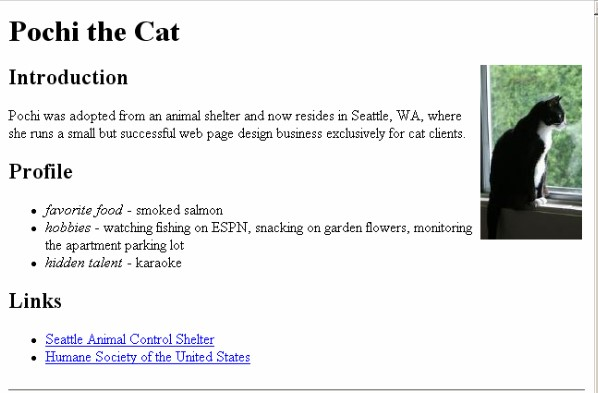 Pochi the Cat
Introduction
Pochi was adopted from an animal shelter and now resides in Seattle, WA, where
she runs a small but successful web page design business exclusively for cat clients.
Profile
favorite food - smoked salmon
hobbies - watching fishing on ESPN, snacking on garden flowers, monitoring
the apartment parking lot
hidden talent - karaoke
Links
Seattle Animal Control Shelter
Humane Society of the United States